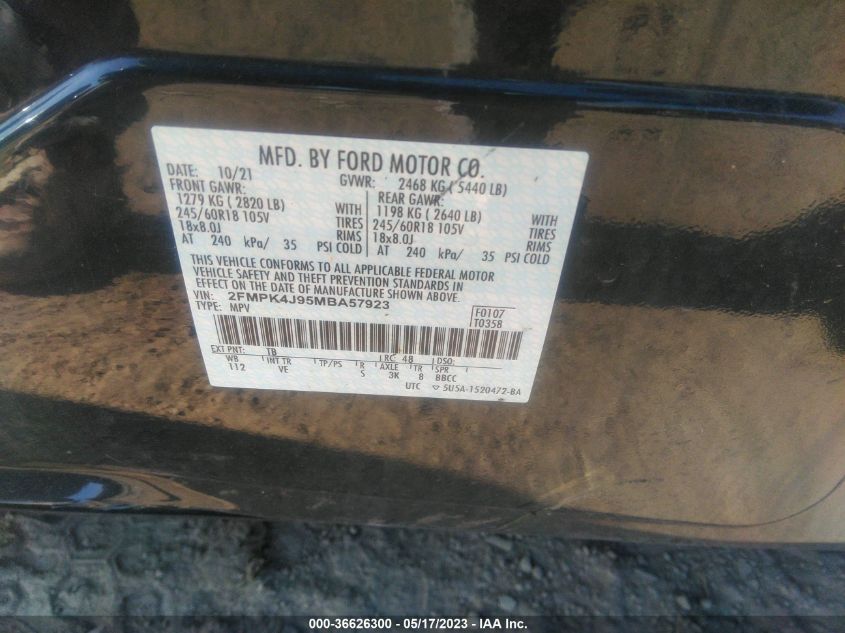 MFD. BY FORD MOTOR CO.
DATE: 10/21 GVWR: 2468 KG ( 5440 LB)
FRONT GAWR: REAR GAWR:
1279 KG ( 2820 LB) WITH 1198 KG ( 2640 LB) WITH
245/60R18 105V TIRES 245/60R18 105V TIRES
18x8.0J RIMS 18x8.0J RIMS
AT 240 kPa/ 35 PSI COLD AT 240 kPa/ 35 PSI COLD
THIS VEHICLE CONFORMS TO ALL APPLICABLE FEDERAL MOTOR
VEHICLE SAFETY AND THEFT PREVENTION STANDARDS IN
EFFECT ON THE DATE OF MANUFACTURE SHOWN ABOVE.
VIN: 2FMPK4J95MBA57923 F0107
TYPE: MPV T0358
EXT PNT: TB RC: 48 DSO:
WB INT TR TP/PS R AXLE TR SPR
112 VE S 3K 8 BBCC
UTC ▽ 5U5A-1520472-BA
000-36626300 - 05/17/2023 - IAAI Inc.